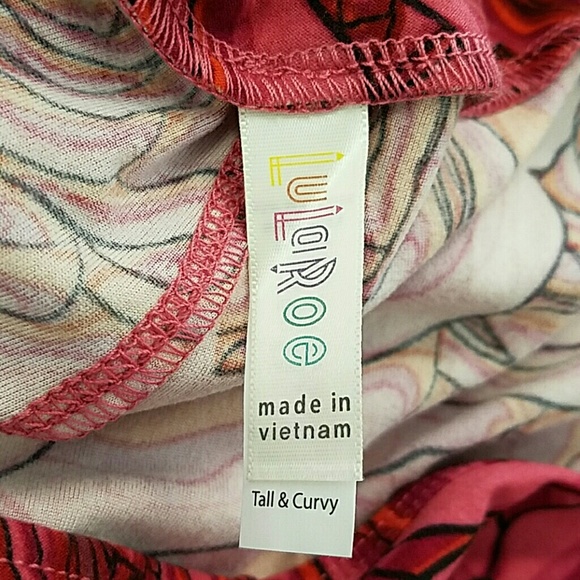 LuLaRoe
made in
vietnam
Tall & Curvy